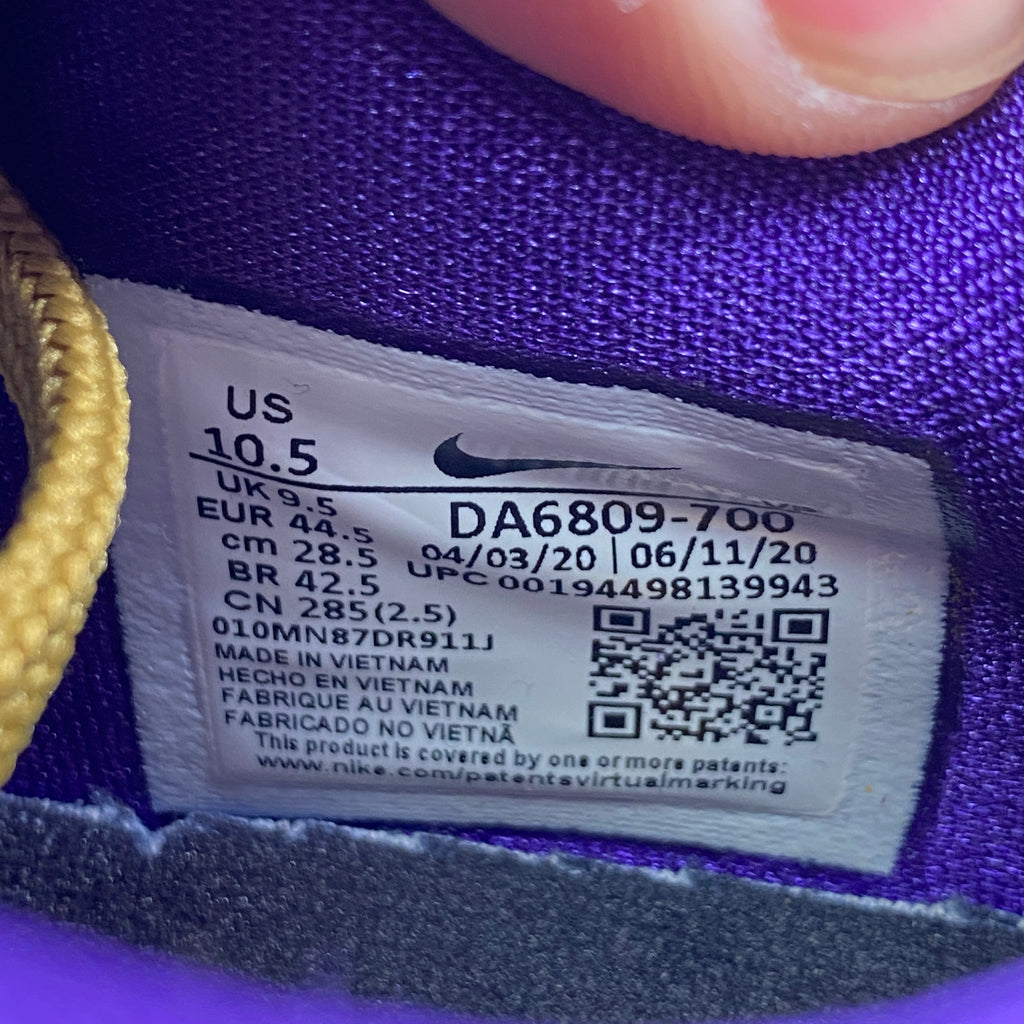 US
10.5
UK 9.5
EUR 44.5
cm 28.5
BR 42.5
CN 285(2.5)
010MN87DR911J
MADE IN VIETNAM
HECHO EN VIETNAM
FABRIQUE AU VIETNAM
FABRICADO NO VIETNÃ
DA6809-700
04/03/20 | 06/11/20
UPC 00194498139943
This product is covered by one or more patents:
www.nike.com/patentsvirtualmarking